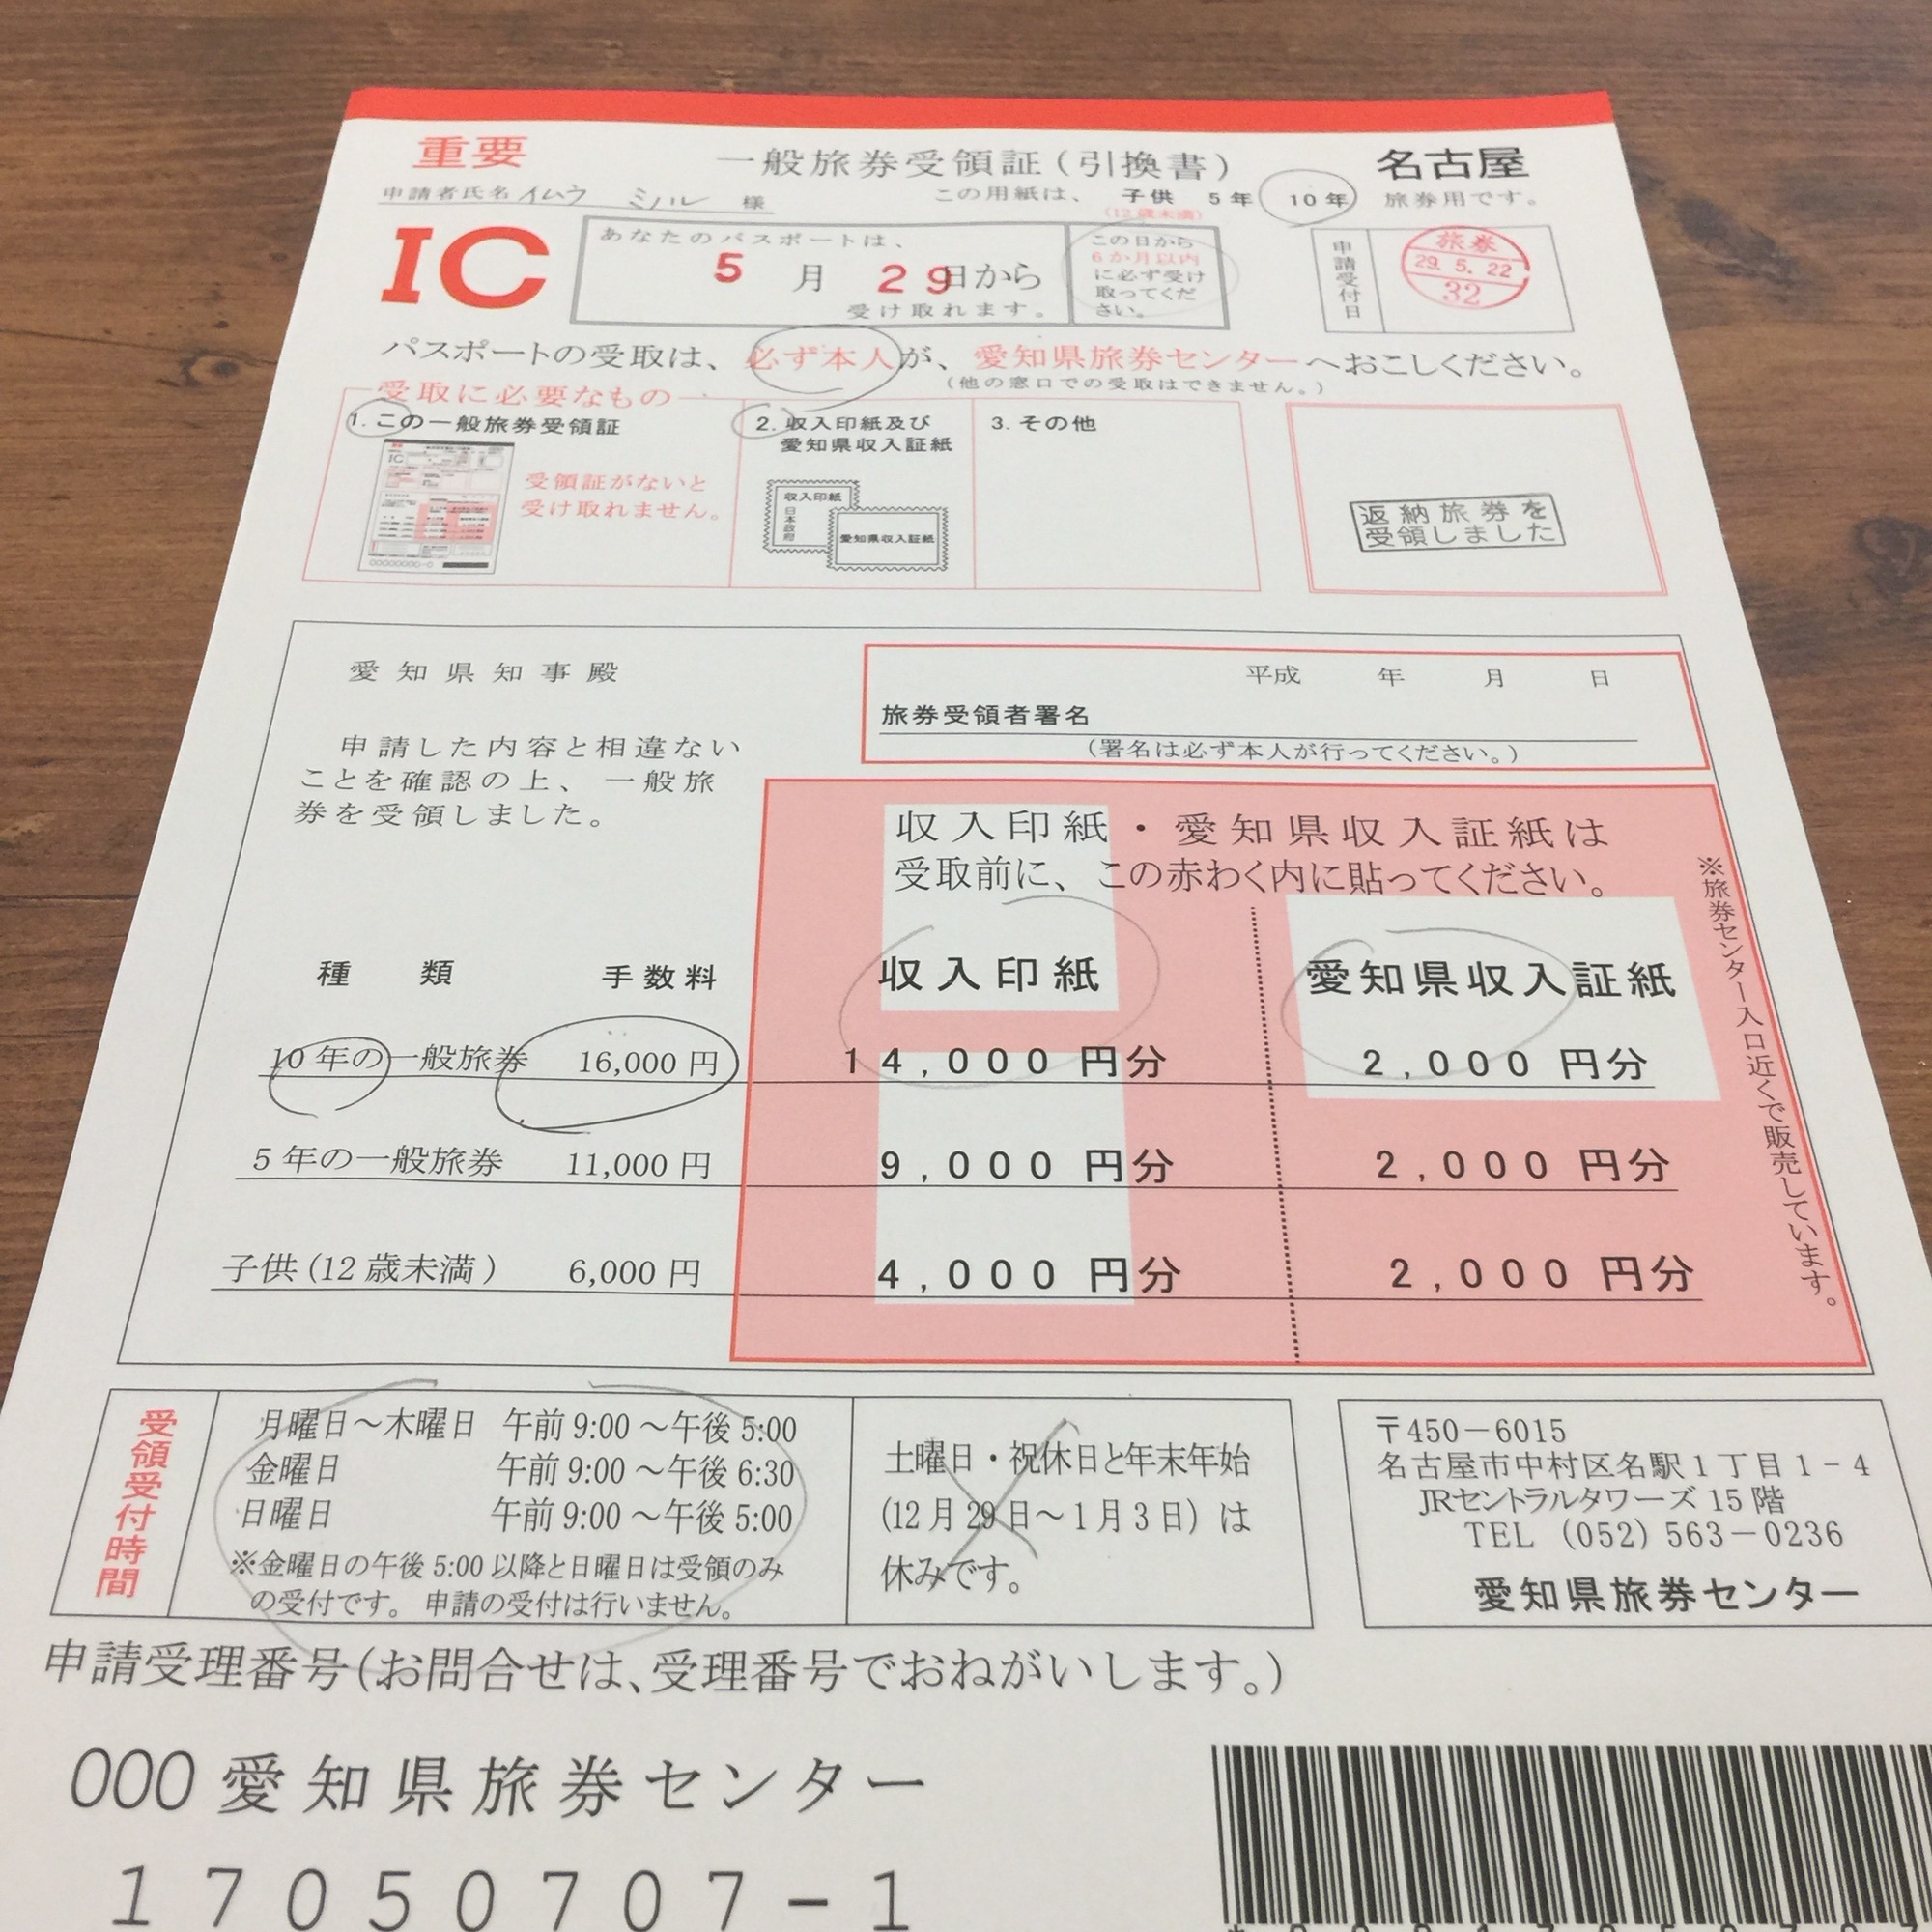 重要
一般旅券受領証(引換書)
名古屋
申請者氏名 イムウ ミハル 様
この用紙は、 子供 5年 10年 旅券用です。
(12歳未満)
IC
あなたのパスポートは、
5 月 29日から
受け取れます。
この日から
6か月以内
に必ず受け
取ってくだ
さい。
申請受付日
旅券
29.5.22
32
パスポートの受取は、必ず本人が、愛知県旅券センターへおこしください。
(他の窓口での受取はできません。)
受取に必要なもの
1.この一般旅券受領証
IC
受領証がないと
受け取れません。
2.収入印紙及び
愛知県収入証紙
収入印紙
日本政府
愛知県収入証紙
3.その他
返納旅券を
受領しました
愛知県知事殿
平成 年 月 日
旅券受領者署名
(署名は必ず本人が行ってください。)
申請した内容と相違ない
ことを確認の上、一般旅
券を受領しました。
収入印紙・愛知県収入証紙は
受取前に、この赤わく内に貼ってください。
※旅券センター入口近くで販売しています。
種 類 手数料 収入印紙 愛知県収入証紙
10年の一般旅券 16,000円 14,000円分 2,000円分
5年の一般旅券 11,000円 9,000円分 2,000円分
子供(12歳未満) 6,000円 4,000円分 2,000円分
受領受付時間
月曜日~木曜日 午前9:00~午後5:00
金曜日 午前9:00~午後6:30
日曜日 午前9:00~午後5:00
※金曜日の午後5:00以降と日曜日は受領のみ
の受付です。申請の受付は行いません。
土曜日・祝休日と年末年始
(12月29日~1月3日)は
休みです。
〒450-6015
名古屋市中村区名駅1丁目1-4
JRセントラルタワーズ15階
TEL (052)563-0236
愛知県旅券センター
申請受理番号(お問合せは、受理番号でおねがいします。)
000愛知県旅券センター
17050707-1